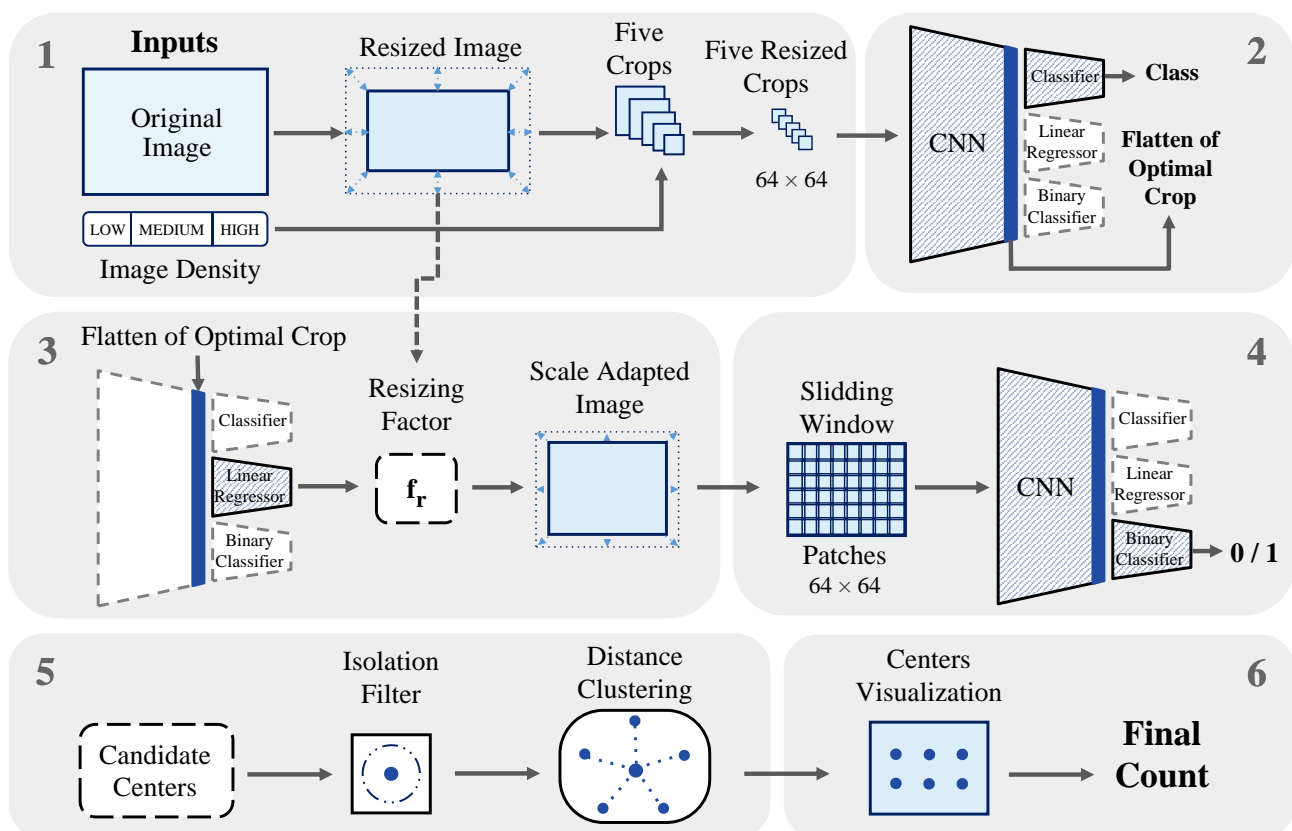 1
Inputs
Original
Image
LOW MEDIUM HIGH
Image Density
Resized Image
Five
Crops
Five Resized
Crops
64 × 64
2
CNN
Classifier
Linear
Regressor
Binary
Classifier
Class
Flatten of
Optimal
Crop
3
Flatten of Optimal Crop
Classifier
Linear
Regressor
Binary
Classifier
Resizing
Factor
fr
Scale Adapted
Image
4
Slidding
Window
Patches
64 × 64
CNN
Classifier
Linear
Regressor
Binary
Classifier
0 / 1
5
Candidate
Centers
Isolation
Filter
Distance
Clustering
6
Centers
Visualization
Final
Count